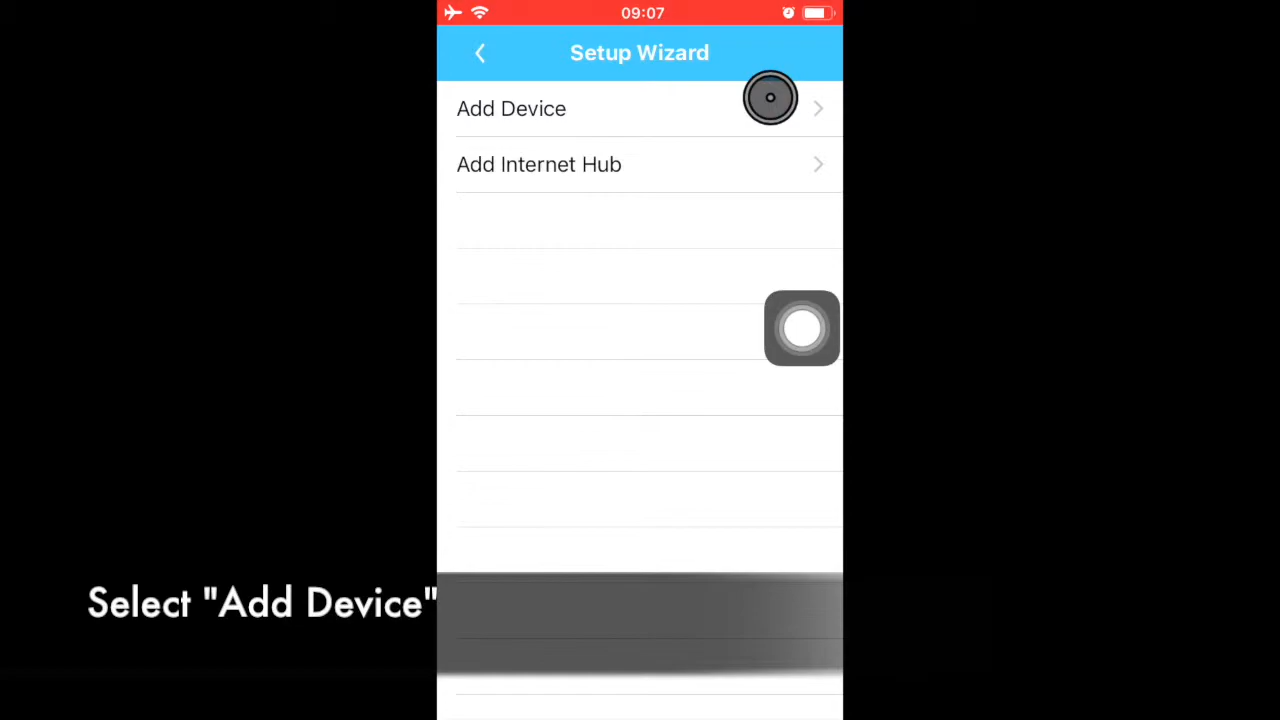 09:07
Setup Wizard
Add Device
Add Internet Hub
Select "Add Device"